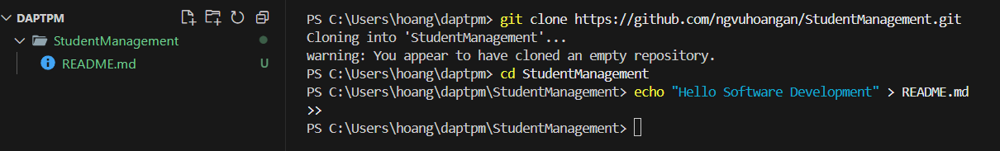 DAPTPM
StudentManagement
README.md U
PS C:\Users\hoang\daptpm> git clone https://github.com/ngvuhoangan/StudentManagement.git
Cloning into 'StudentManagement'...
warning: You appear to have cloned an empty repository.
PS C:\Users\hoang\daptpm> cd StudentManagement
PS C:\Users\hoang\daptpm\StudentManagement> echo "Hello Software Development" > README.md
>>
PS C:\Users\hoang\daptpm\StudentManagement>